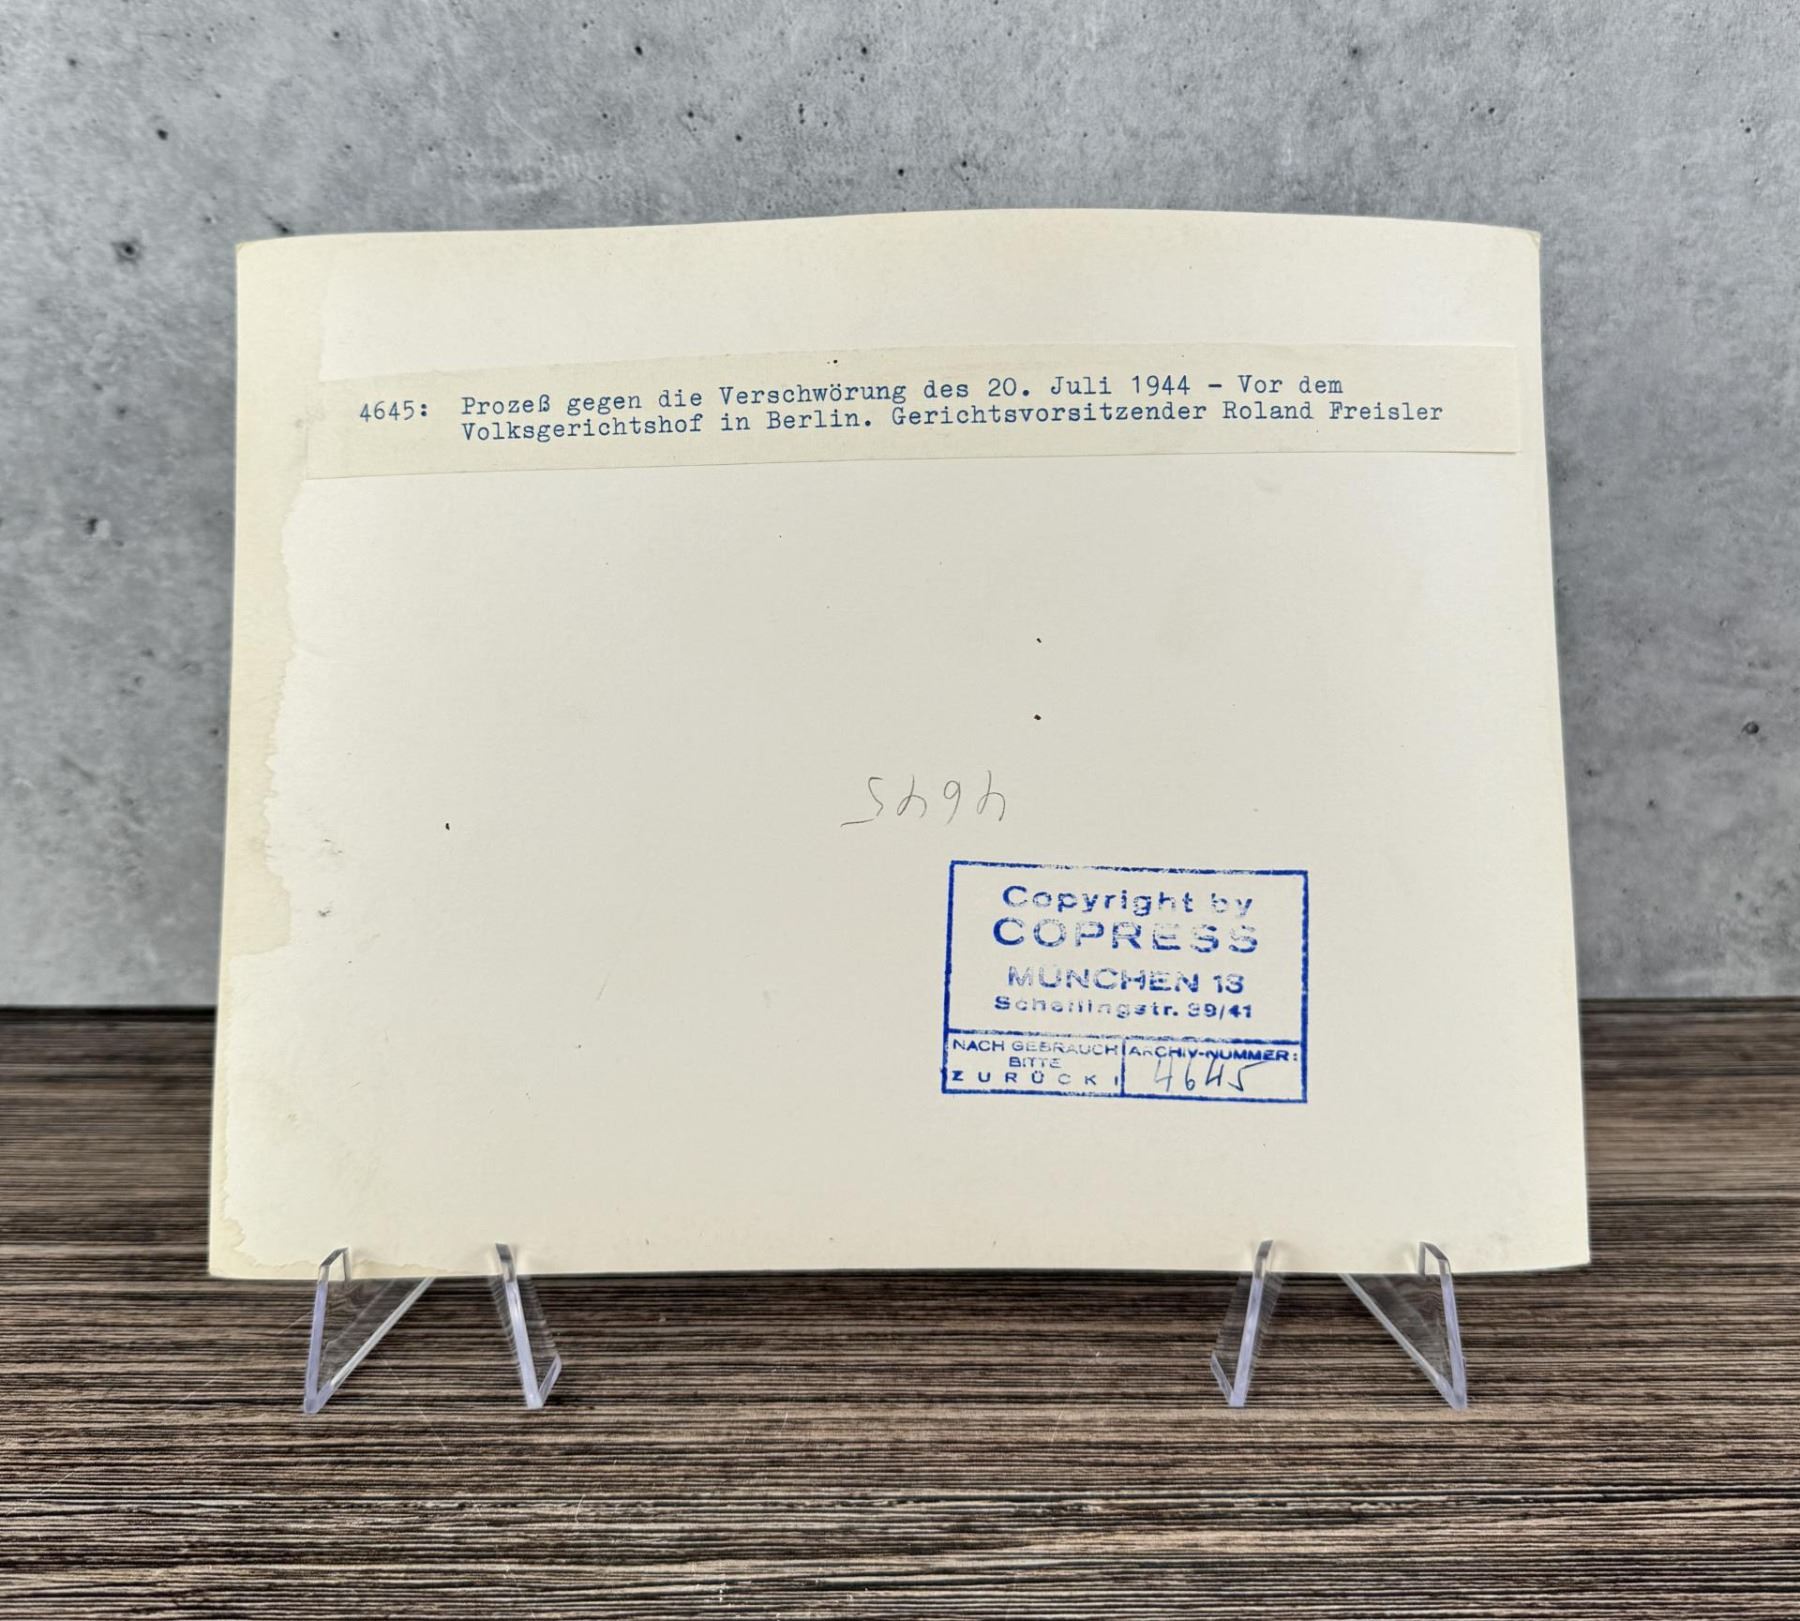 4645: Prozeß gegen die Verschwörung des 20. Juli 1944 – Vor dem
Volksgerichtshof in Berlin. Gerichtsvorsitzender Roland Freisler
4645
Copyright by
COPRESS
MÜNCHEN 13
Schellingstr. 39/41
NACH GEBRAUCH
BITTE
ZURÜCK!
ARCHIV-NUMMER:
4645